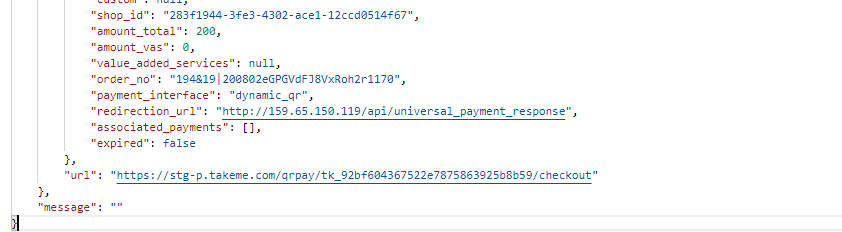 "custom": null,
"shop_id": "283f1944-3fe3-4302-ace1-12ccd0514f67",
"amount_total": 200,
"amount_vas": 0,
"value_added_services": null,
"order_no": "194&19|200802eGPGVdFJ8VxRoh2r1170",
"payment_interface": "dynamic_qr",
"redirection_url": "http://159.65.150.119/api/universal_payment_response",
"associated_payments": [],
"expired": false
},
"url": "https://stg-p.takeme.com/qrpay/tk_92bf604367522e7875863925b8b59/checkout"
},
"message": ""
}